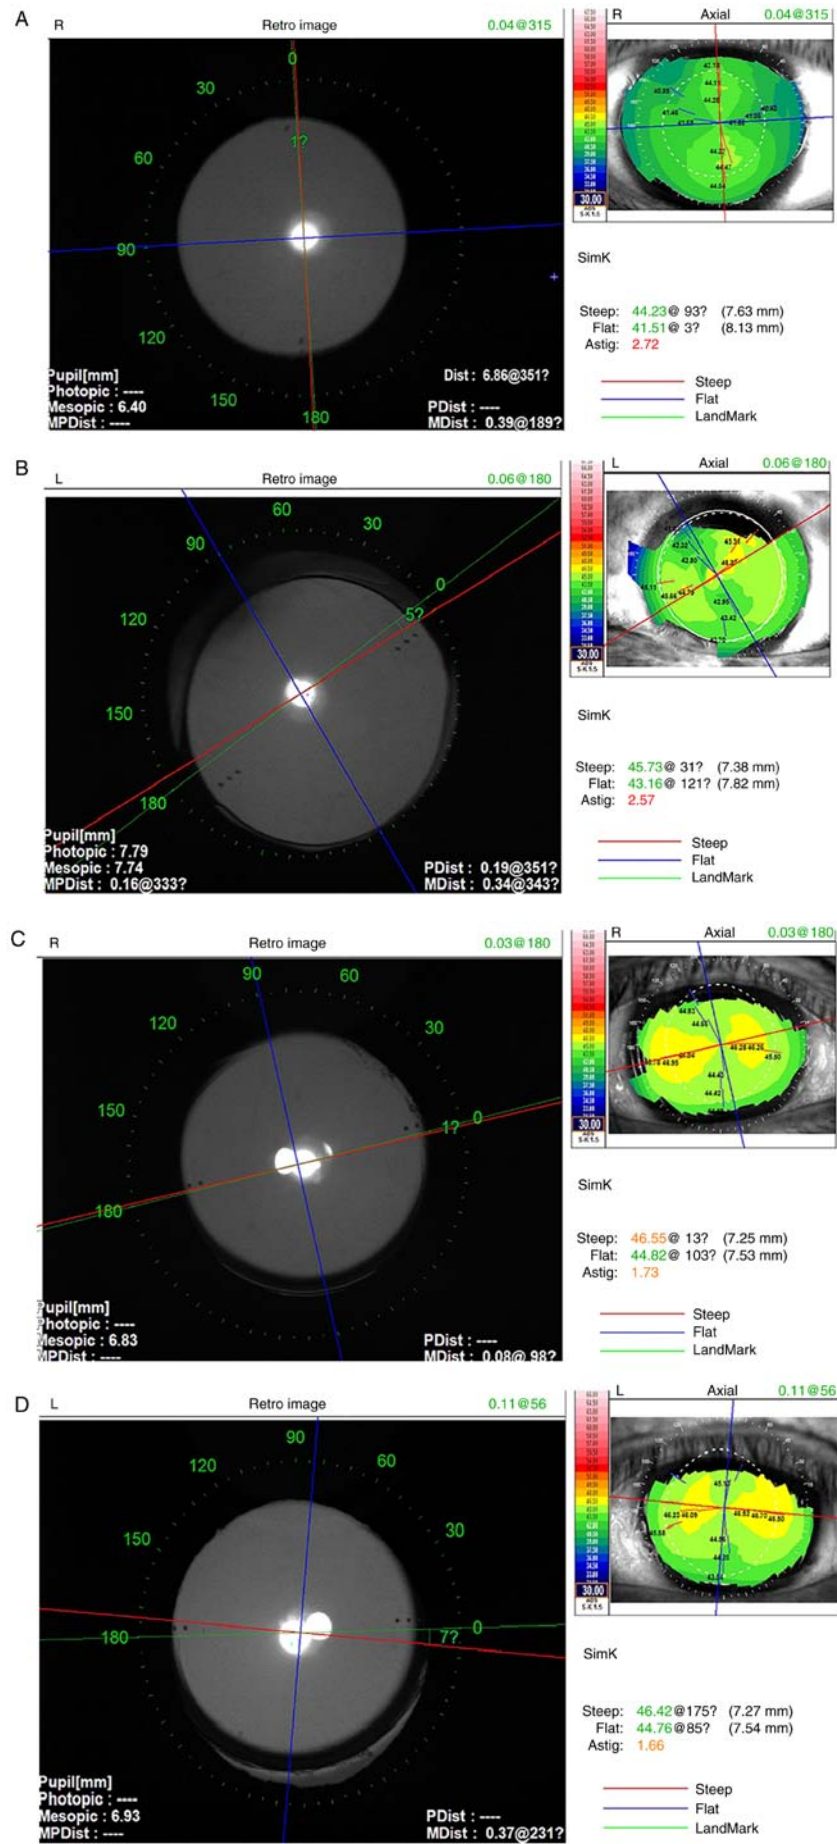 A
R Retro image 0.04@315
R Axial 0.04@315
0
30
60
90
120
150
180
1?
Pupil[mm]
Photopic : ----
Mesopic : 6.40
MPDist : ----
Dist : 6.86@351?
PDist : ----
MDist : 0.39@189?
30.00
SimK
Steep: 44.23@ 93? (7.63 mm)
Flat: 41.51@ 3? (8.13 mm)
Astig: 2.72
Steep
Flat
LandMark
B
L Retro image 0.06@180
L Axial 0.06@180
60
30
90
0
5?
120
150
180
Pupil[mm]
Photopic : 7.79
Mesopic : 7.74
MPDist : 0.16@333?
PDist : 0.19@351?
MDist : 0.34@343?
30.00
SimK
Steep: 45.73@ 31? (7.38 mm)
Flat: 43.16@ 121? (7.82 mm)
Astig: 2.57
Steep
Flat
LandMark
C
R Retro image 0.03@180
R Axial 0.03@180
90
60
120
30
150
1? 0
180
Pupil[mm]
Photopic : ----
Mesopic : 6.83
MPDist : ----
PDist : ----
MDist : 0.08@ 98?
30.00
SimK
Steep: 46.55@ 13? (7.25 mm)
Flat: 44.82@ 103? (7.53 mm)
Astig: 1.73
Steep
Flat
LandMark
D
L Retro image 0.11@56
L Axial 0.11@56
90
120
60
150
30
180
7? 0
Pupil[mm]
Photopic : ----
Mesopic : 6.93
MPDist : ----
PDist : ----
MDist : 0.37@231?
30.00
SimK
Steep: 46.42@175? (7.27 mm)
Flat: 44.76@85? (7.54 mm)
Astig: 1.66
Steep
Flat
LandMark